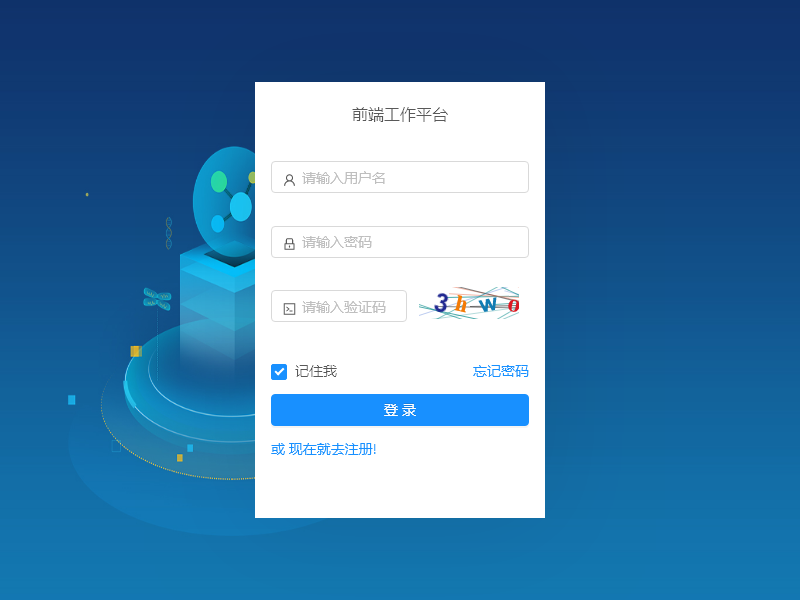 前端工作平台
请输入用户名
请输入密码
请输入验证码
3hw0
记住我 忘记密码
登 录
或 现在就去注册!